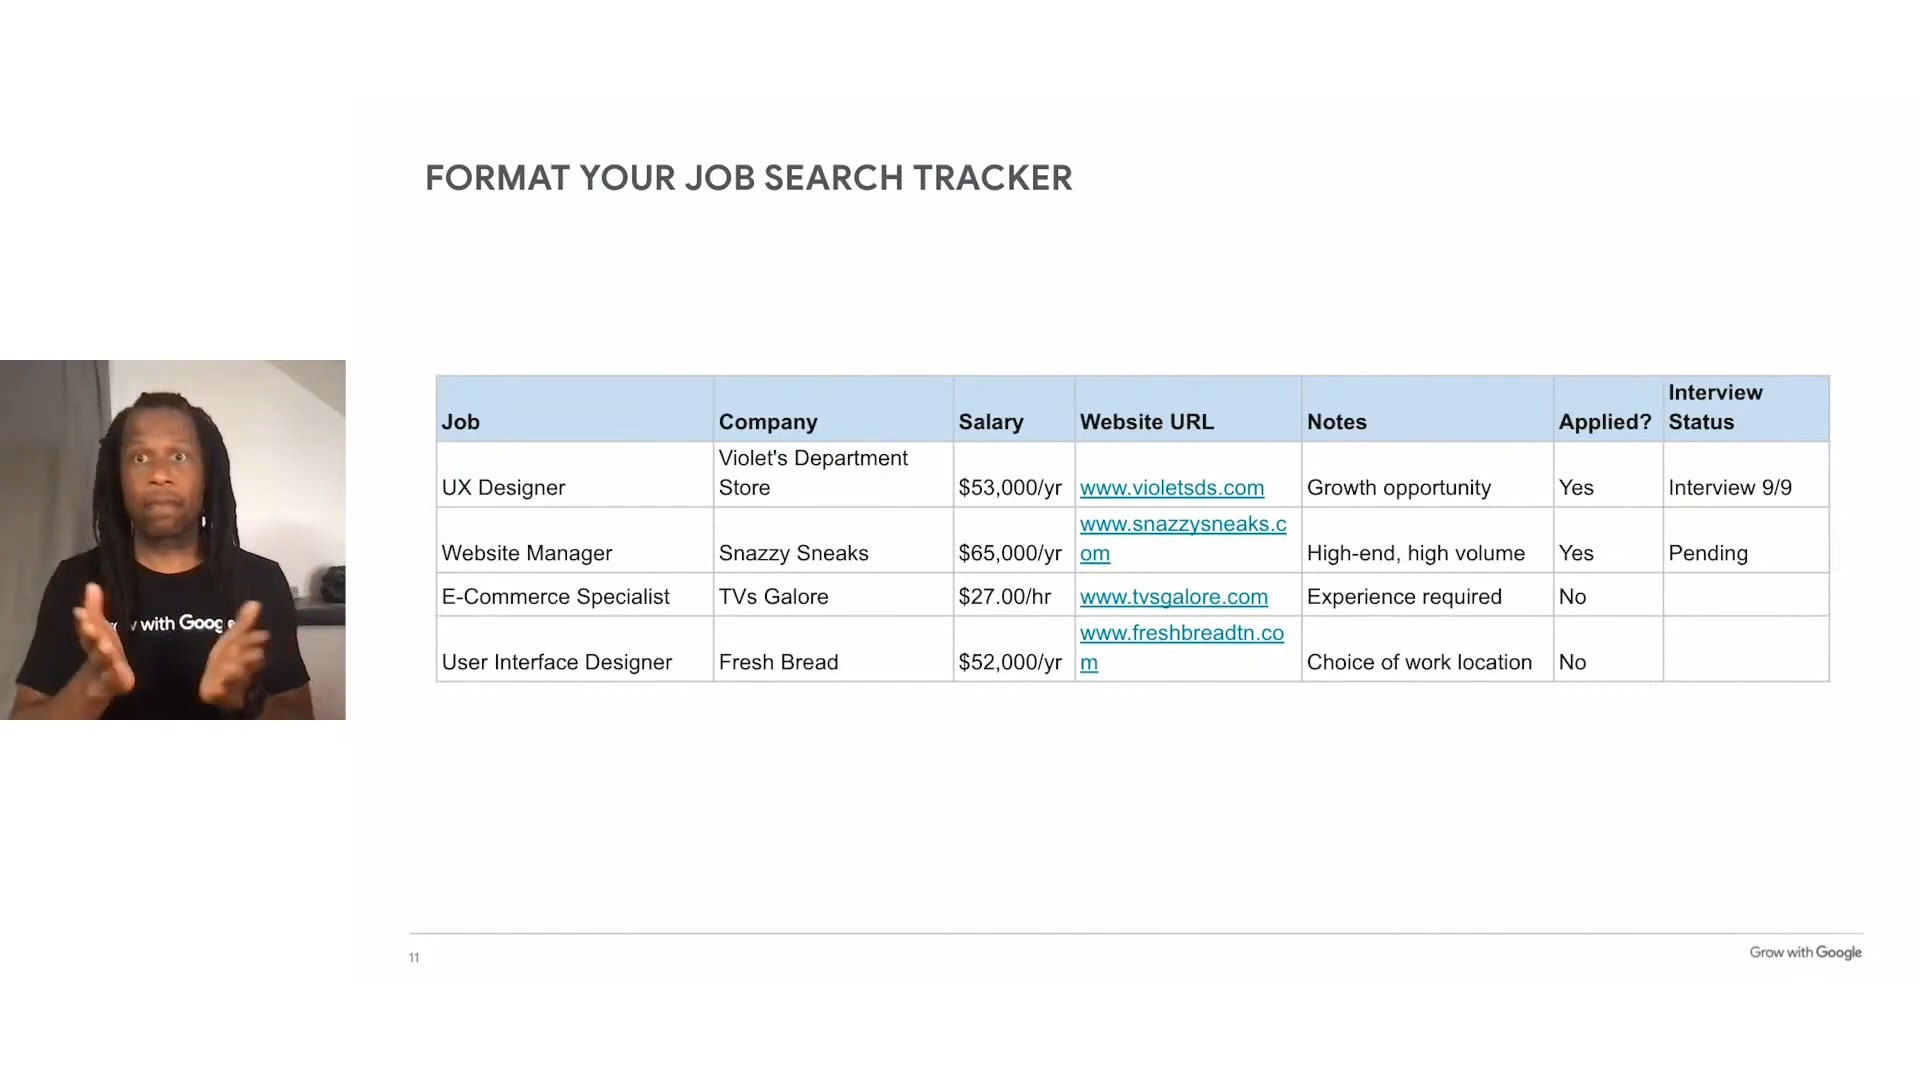 FORMAT YOUR JOB SEARCH TRACKER
Job Company Salary Website URL Notes Applied? Interview Status
UX Designer Violet's Department Store $53,000/yr www.violetsds.com Growth opportunity Yes Interview 9/9
Website Manager Snazzy Sneaks $65,000/yr www.snazzysneaks.com High-end, high volume Yes Pending
E-Commerce Specialist TVs Galore $27.00/hr www.tvsgalore.com Experience required No
User Interface Designer Fresh Bread $52,000/yr www.freshbreadtn.com Choice of work location No
with Google
11
Grow with Google